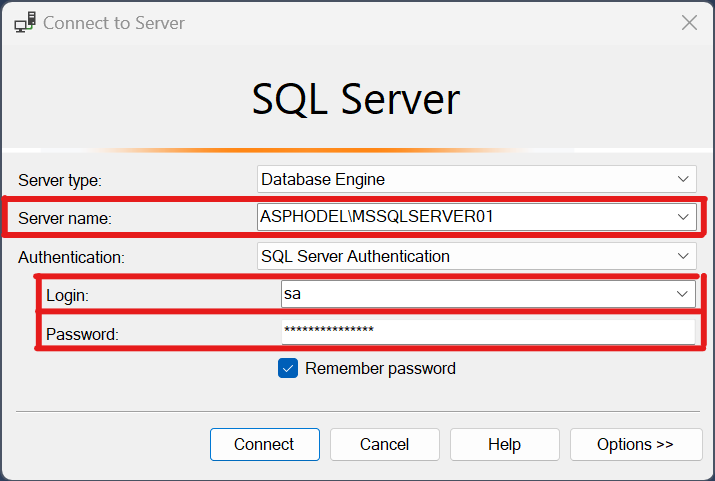 Connect to Server
SQL Server
Server type: Database Engine
Server name: ASPHODEL\MSSQLSERVER01
Authentication: SQL Server Authentication
Login: sa
Password: ***************
Remember password
Connect Cancel Help Options >>